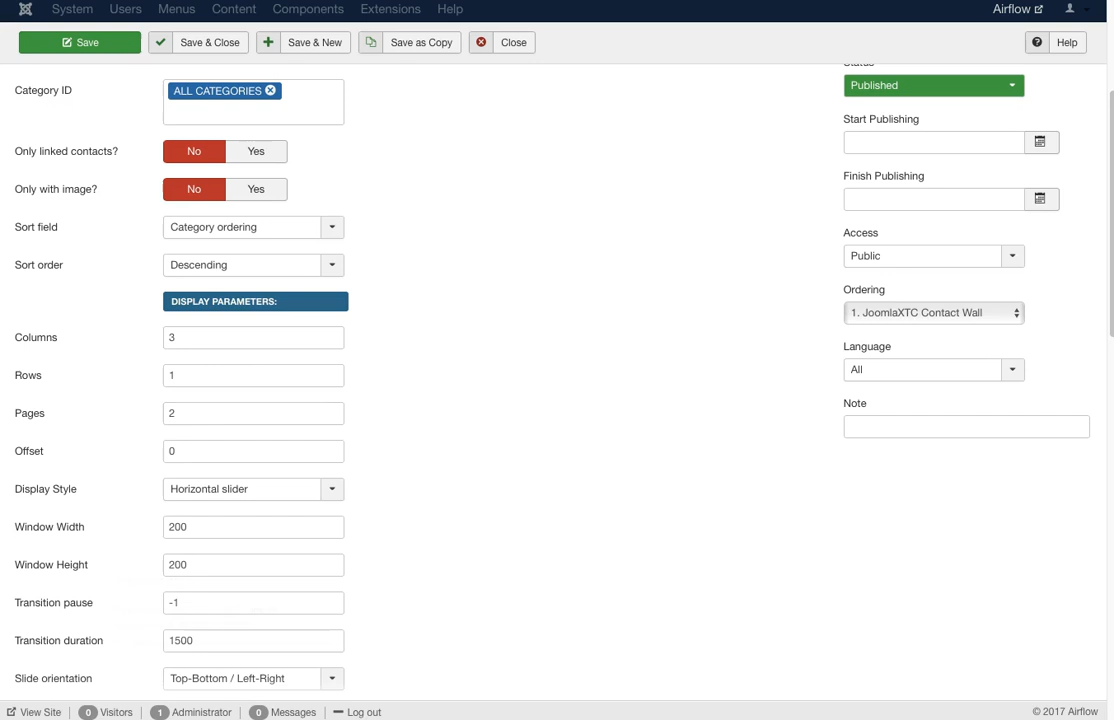 System Users Menus Content Components Extensions Help Airflow
Save Save & Close Save & New Save as Copy Close Help
Status
Category ID ALL CATEGORIES Published
Start Publishing
Only linked contacts? No Yes
Finish Publishing
Only with image? No Yes
Sort field Category ordering
Access
Public
Sort order Descending
Ordering
DISPLAY PARAMETERS:
1. JoomlaXTC Contact Wall
Columns 3
Language
All
Rows 1
Note
Pages 2
Offset 0
Display Style Horizontal slider
Window Width 200
Window Height 200
Transition pause -1
Transition duration 1500
Slide orientation Top-Bottom / Left-Right
View Site 0 Visitors 1 Administrator 0 Messages Log out © 2017 Airflow